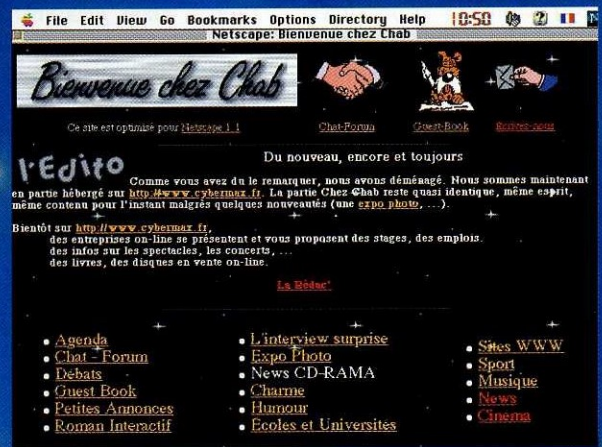 File Edit View Go Bookmarks Options Directory Help 10:50
Netscape: Bienvenue chez Chab
Bienvenue chez Chab
Ce site est optimisé pour Netscape 1.1
Chat-Forum
Guest-Book
Ecrivez-nous
l'Edito
Du nouveau, encore et toujours
Comme vous avez du le remarquer, nous avons déménagé. Nous sommes maintenant
en partie hébergé sur http://www.cybermax.fr. La partie Chez Chab reste quasi identique, même esprit,
même contenu pour l'instant malgrés quelques nouveautés (une expo photo, ...).
Bientôt sur http://www.cybermax.fr,
des entreprises on-line se présentent et vous proposent des stages, des emplois.
des infos sur les spectacles, les concerts, ...
des livres, des disques en vente on-line.
La Rédac'
Agenda
Chat - Forum
Débats
Guest Book
Petites Annonces
Roman Interactif
L'interview surprise
Expo Photo
News CD-RAMA
Charme
Humour
Ecoles et Universités
Sites WWW
Sport
Musique
News
Cinéma